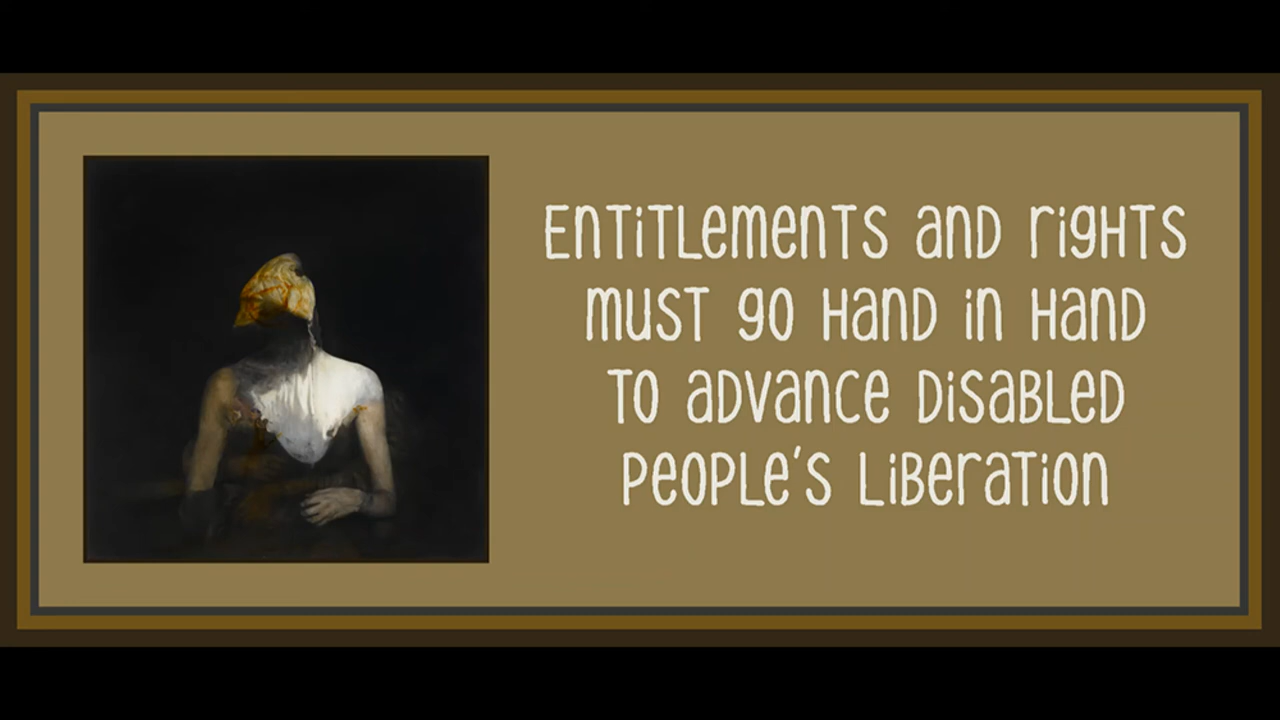 Entitlements and rights
must go hand in hand
to advance disabled
people's liberation